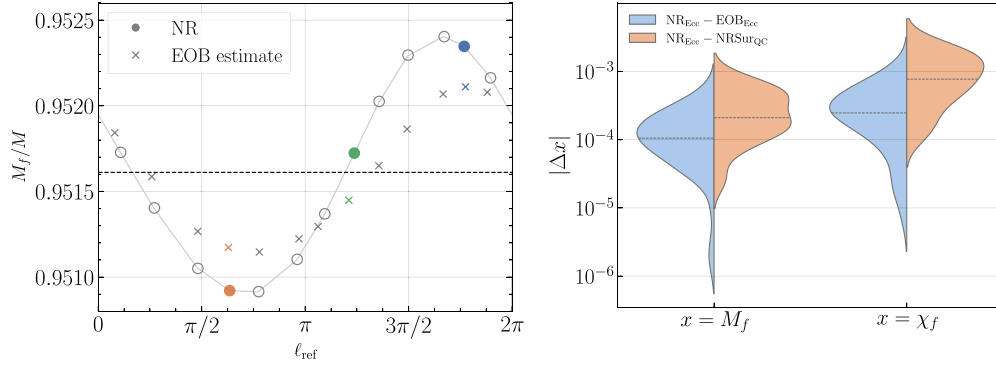 0.9525
0.9520
0.9515
0.9510
M_f/M
NR
EOB estimate
0
π/2
π
3π/2
2π
ℓ_ref
NR_Ecc − EOB_Ecc
NR_Ecc − NRSur_QC
10^−3
10^−4
10^−5
10^−6
|Δx|
x = M_f
x = χ_f